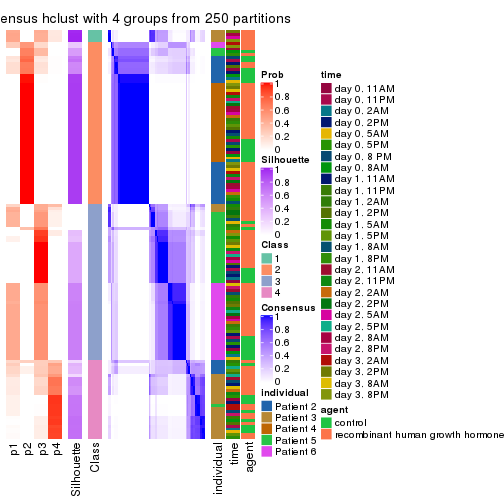 ensus hclust with 4 groups from 250 partitions
Prob
1
0.8
0.6
0.4
0.2
0
Silhouette
1
0.8
0.6
0.4
0.2
0
Class
1
2
3
4
Consensus
1
0.8
0.6
0.4
0.2
0
individual
Patient 2
Patient 3
Patient 4
Patient 5
Patient 6
time
day 0. 11AM
day 0. 11PM
day 0. 2AM
day 0. 2PM
day 0. 5AM
day 0. 5PM
day 0. 8 PM
day 0. 8AM
day 1. 11AM
day 1. 11PM
day 1. 2AM
day 1. 2PM
day 1. 5AM
day 1. 5PM
day 1. 8AM
day 1. 8PM
day 2. 11AM
day 2. 11PM
day 2. 2AM
day 2. 2PM
day 2. 5AM
day 2. 5PM
day 2. 8AM
day 2. 8PM
day 3. 2AM
day 3. 2PM
day 3. 8AM
day 3. 8PM
agent
control
recombinant human growth hormone
p1
p2
p3
p4
Silhouette
Class
individual
time
agent